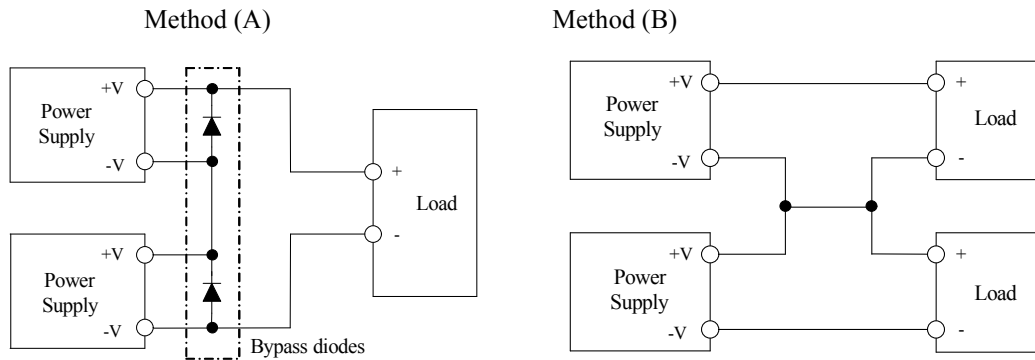 Method (A)
+V
Power
Supply
-V
+V
Power
Supply
-V
Bypass diodes
+
Load
-
Method (B)
+V
Power
Supply
-V
+V
Power
Supply
-V
+
Load
-
+
Load
-